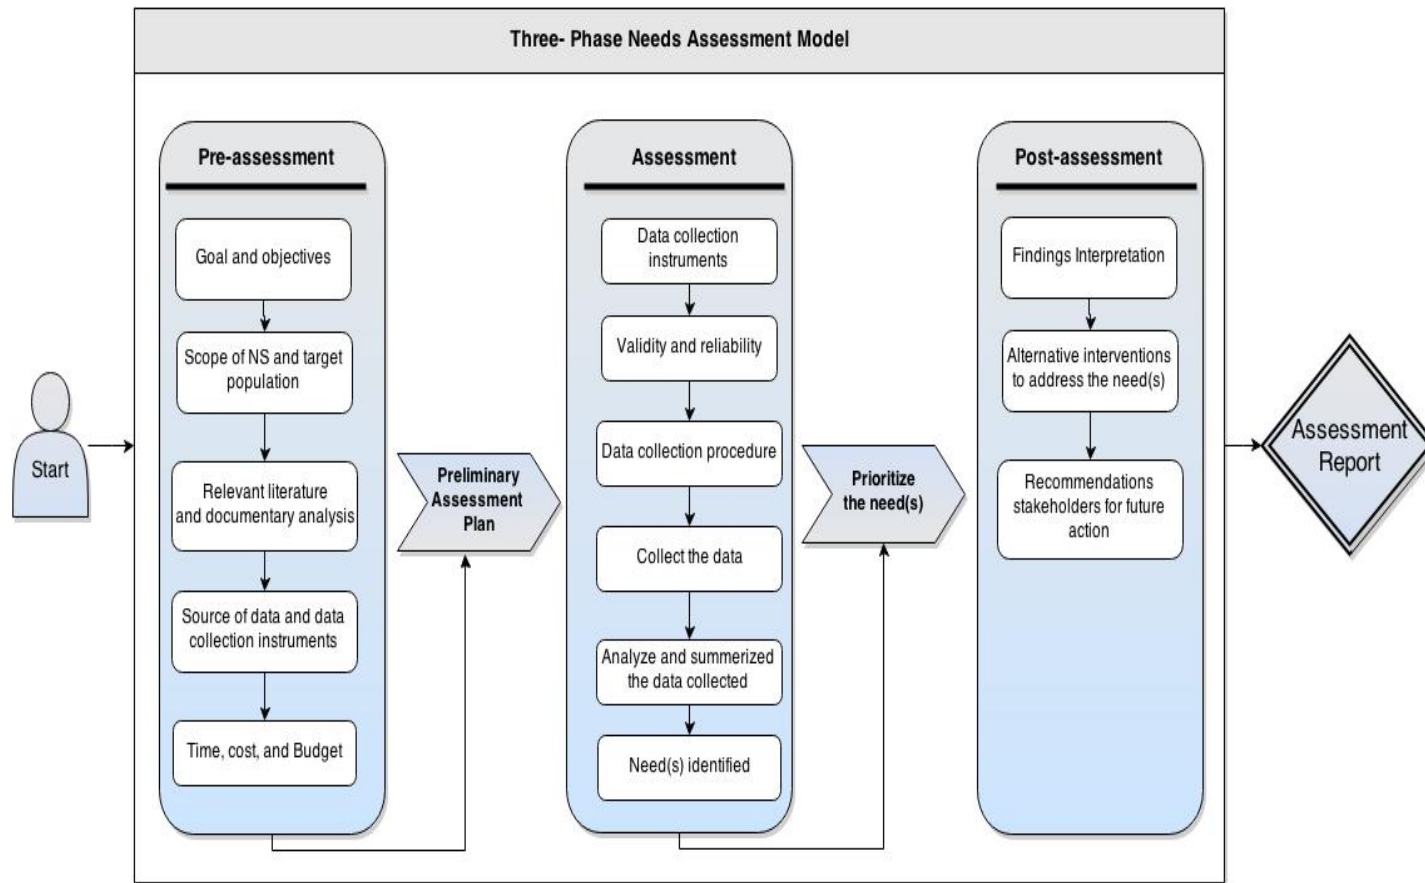 Three- Phase Needs Assessment Model
Start
Pre-assessment
Goal and objectives
Scope of NS and target
population
Relevant literature
and documentary analysis
Source of data and data
collection instruments
Time, cost, and Budget
Preliminary
Assessment
Plan
Assessment
Data collection
instruments
Validity and reliability
Data collection procedure
Collect the data
Analyze and summerized
the data collected
Need(s) identified
Prioritize
the need(s)
Post-assessment
Findings Interpretation
Alternative interventions
to address the need(s)
Recommendations
stakeholders for future
action
Assessment
Report